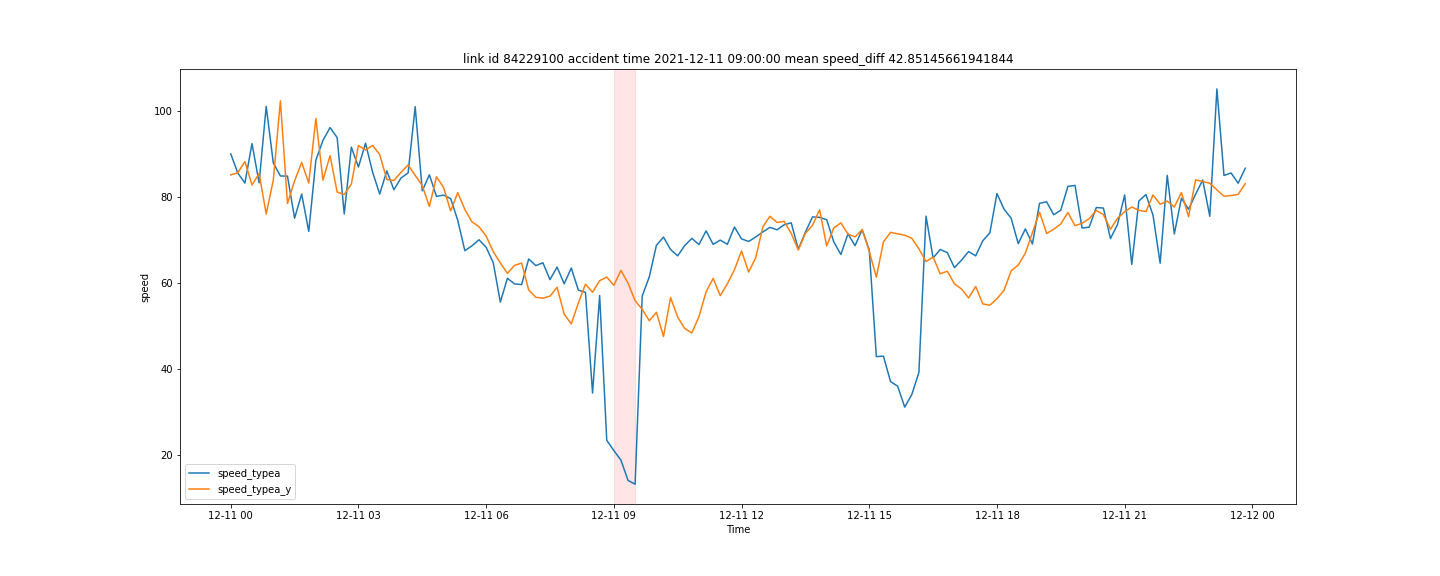 link id 84229100 accident time 2021-12-11 09:00:00 mean speed_diff 42.85145661941844
100
80
60
40
20
speed
speed_typea
speed_typea_y
12-11 00
12-11 03
12-11 06
12-11 09
12-11 12
12-11 15
12-11 18
12-11 21
12-12 00
Time